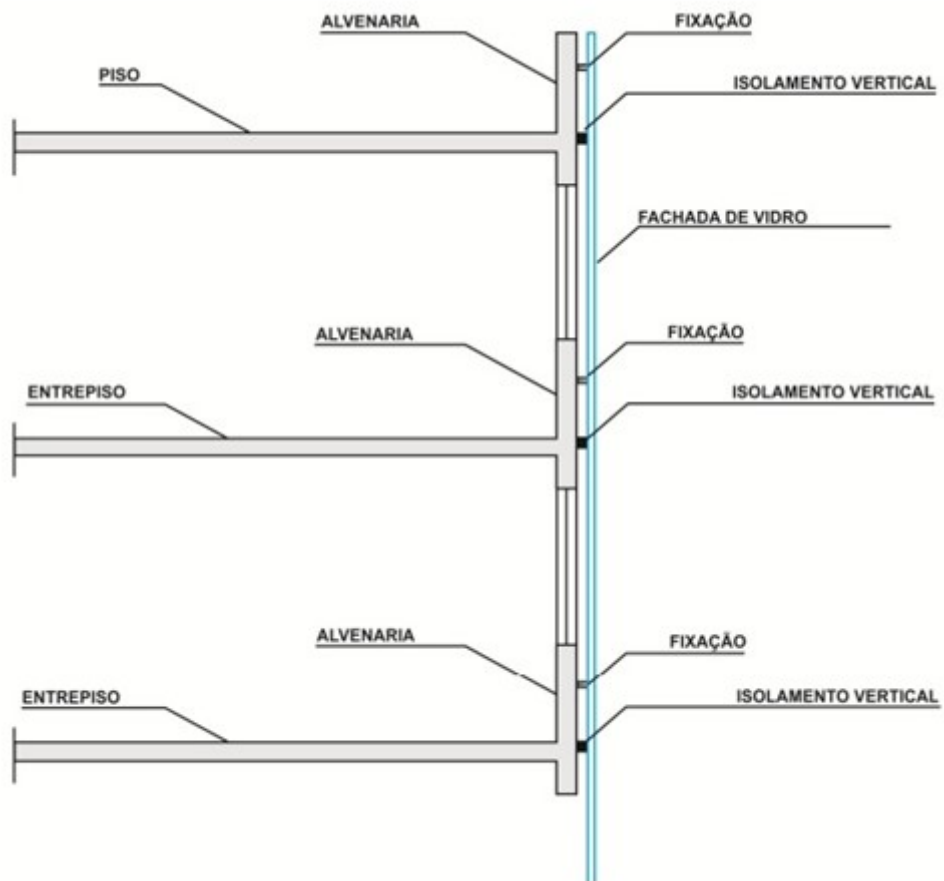 ALVENARIA
FIXAÇÃO
PISO
ISOLAMENTO VERTICAL
FACHADA DE VIDRO
ALVENARIA
FIXAÇÃO
ENTREPISO
ISOLAMENTO VERTICAL
ALVENARIA
FIXAÇÃO
ENTREPISO
ISOLAMENTO VERTICAL